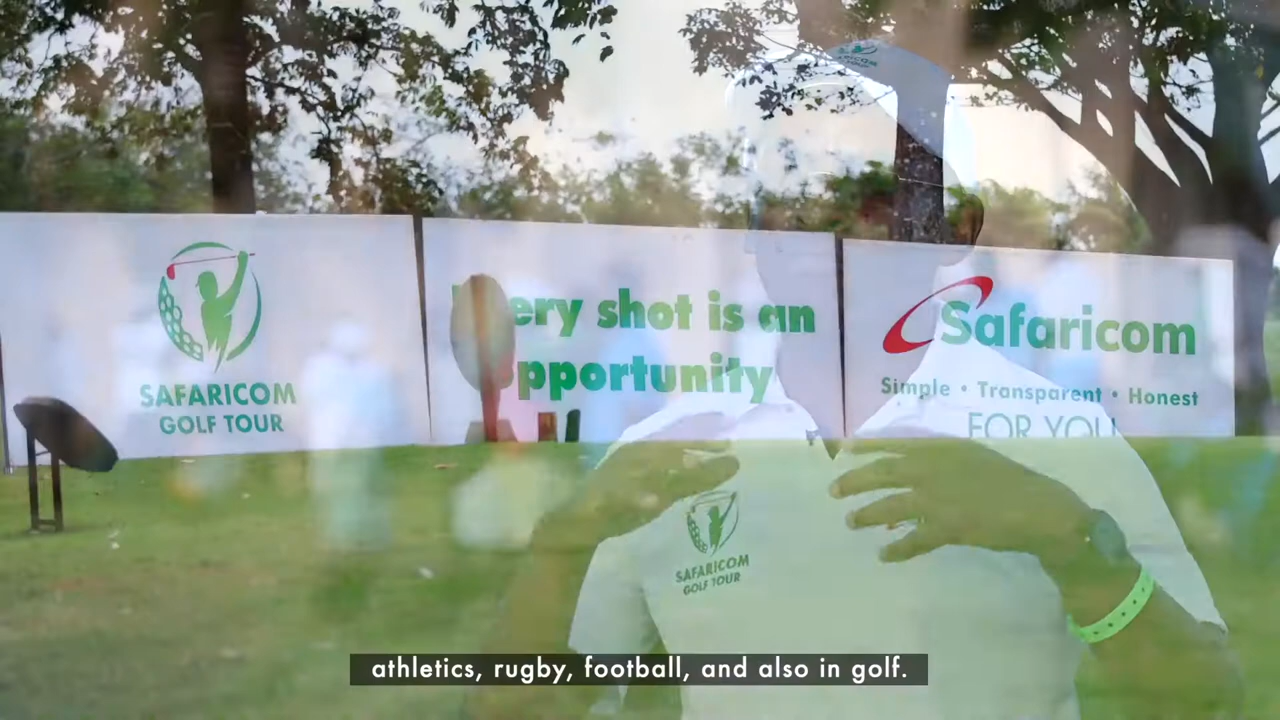 SAFARICOM
GOLF TOUR
ery shot is an
pportunity
Safaricom
Simple • Transparent • Honest
FOR YOU
SAFARICOM
GOLF TOUR
athletics, rugby, football, and also in golf.